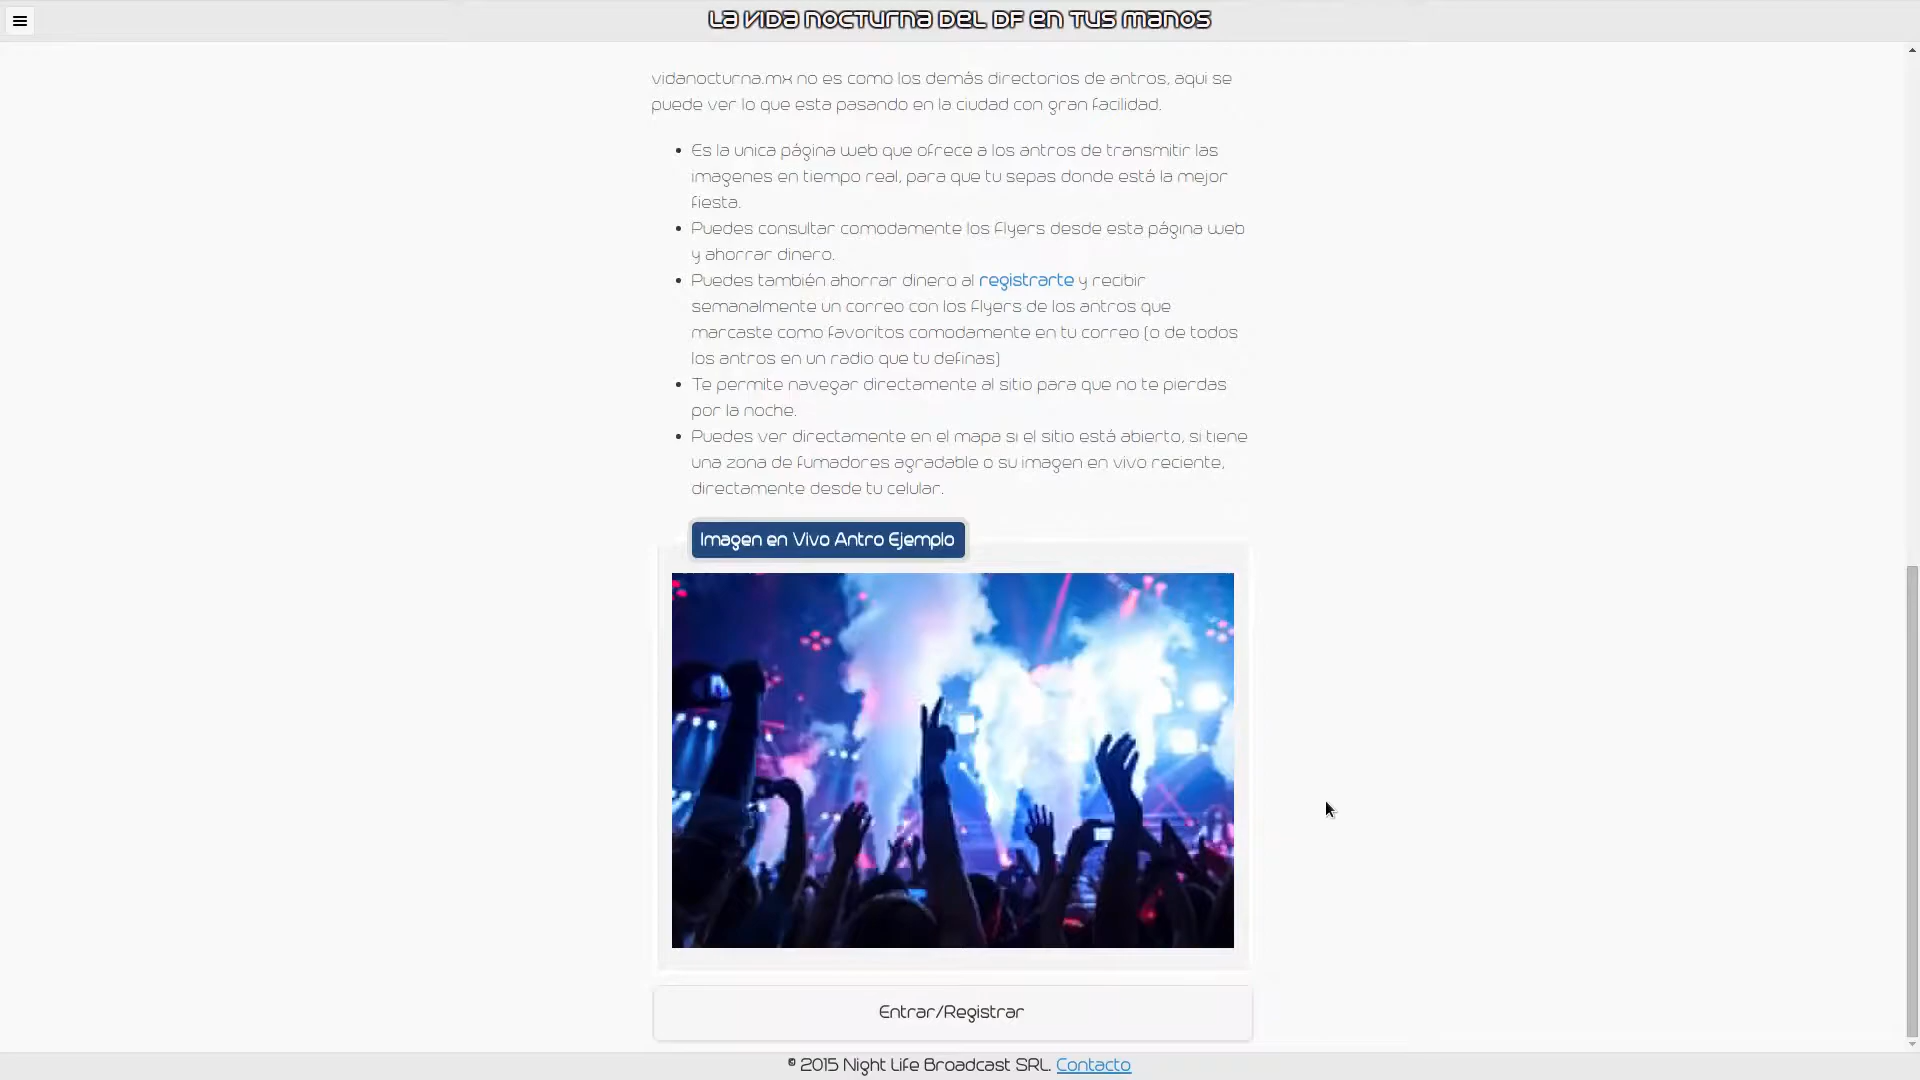 La vida nocturna del DF en tus manos
vidanocturna.mx no es como los demás directorios de antros, aqui se
puede ver lo que esta pasando en la ciudad con gran facilidad.
Es la unica página web que ofrece a los antros de transmitir las
imagenes en tiempo real, para que tu sepas donde está la mejor
fiesta.
Puedes consultar comodamente los flyers desde esta página web
y ahorrar dinero.
Puedes también ahorrar dinero al registrarte y recibir
semanalmente un correo con los flyers de los antros que
marcaste como favoritos comodamente en tu correo (o de todos
los antros en un radio que tu definas)
Te permite navegar directamente al sitio para que no te pierdas
por la noche.
Puedes ver directamente en el mapa si el sitio está abierto, si tiene
una zona de fumadores agradable o su imagen en vivo reciente,
directamente desde tu celular.
Imagen en Vivo Antro Ejemplo
Entrar/Registrar
© 2015 Night Life Broadcast SRL. Contacto